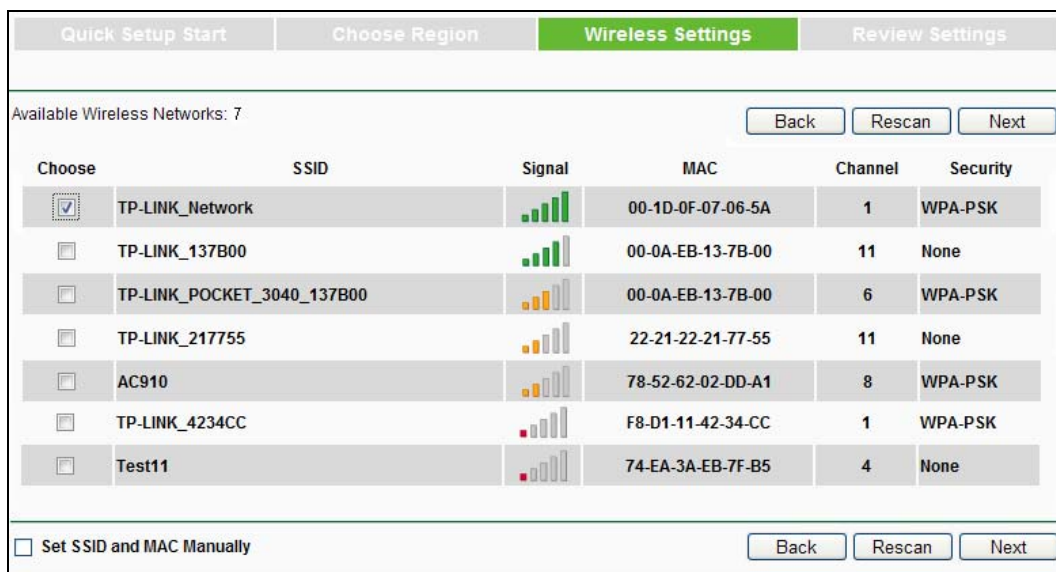 Quick Setup Start Choose Region Wireless Settings Review Settings
Available Wireless Networks: 7
Back Rescan Next
Choose SSID Signal MAC Channel Security
TP-LINK_Network 00-1D-0F-07-06-5A 1 WPA-PSK
TP-LINK_137B00 00-0A-EB-13-7B-00 11 None
TP-LINK_POCKET_3040_137B00 00-0A-EB-13-7B-00 6 WPA-PSK
TP-LINK_217755 22-21-22-21-77-55 11 None
AC910 78-52-62-02-DD-A1 8 WPA-PSK
TP-LINK_4234CC F8-D1-11-42-34-CC 1 WPA-PSK
Test11 74-EA-3A-EB-7F-B5 4 None
Set SSID and MAC Manually Back Rescan Next